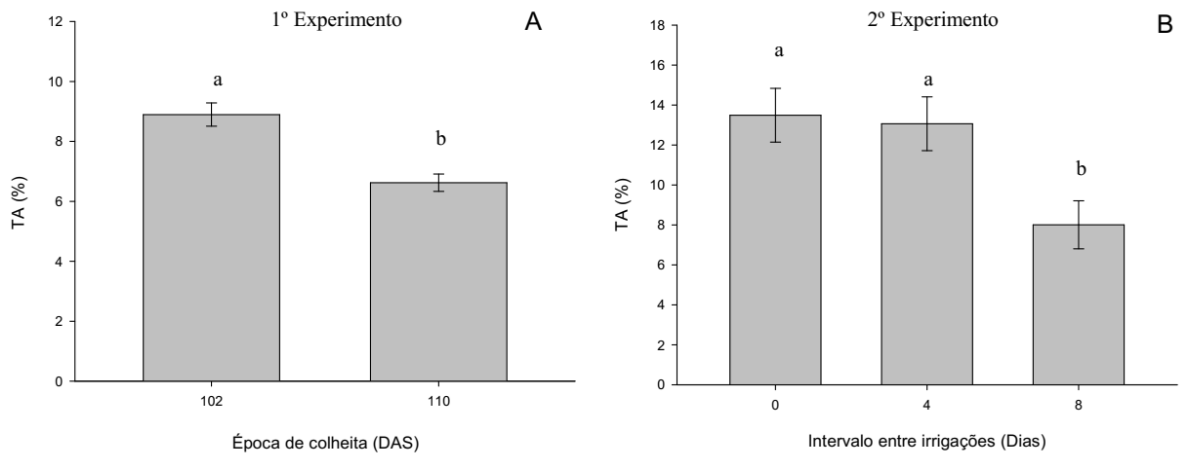 1º Experimento
A
12
10
8
6
4
2
0
TA (%)
a
b
102 110
Época de colheita (DAS)
2º Experimento
B
18
16
14
12
10
8
6
4
2
0
TA (%)
a
a
b
0 4 8
Intervalo entre irrigações (Dias)